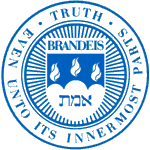 TRUTH
EVEN UNTO ITS INNERMOST PARTS
BRANDEIS
אמת